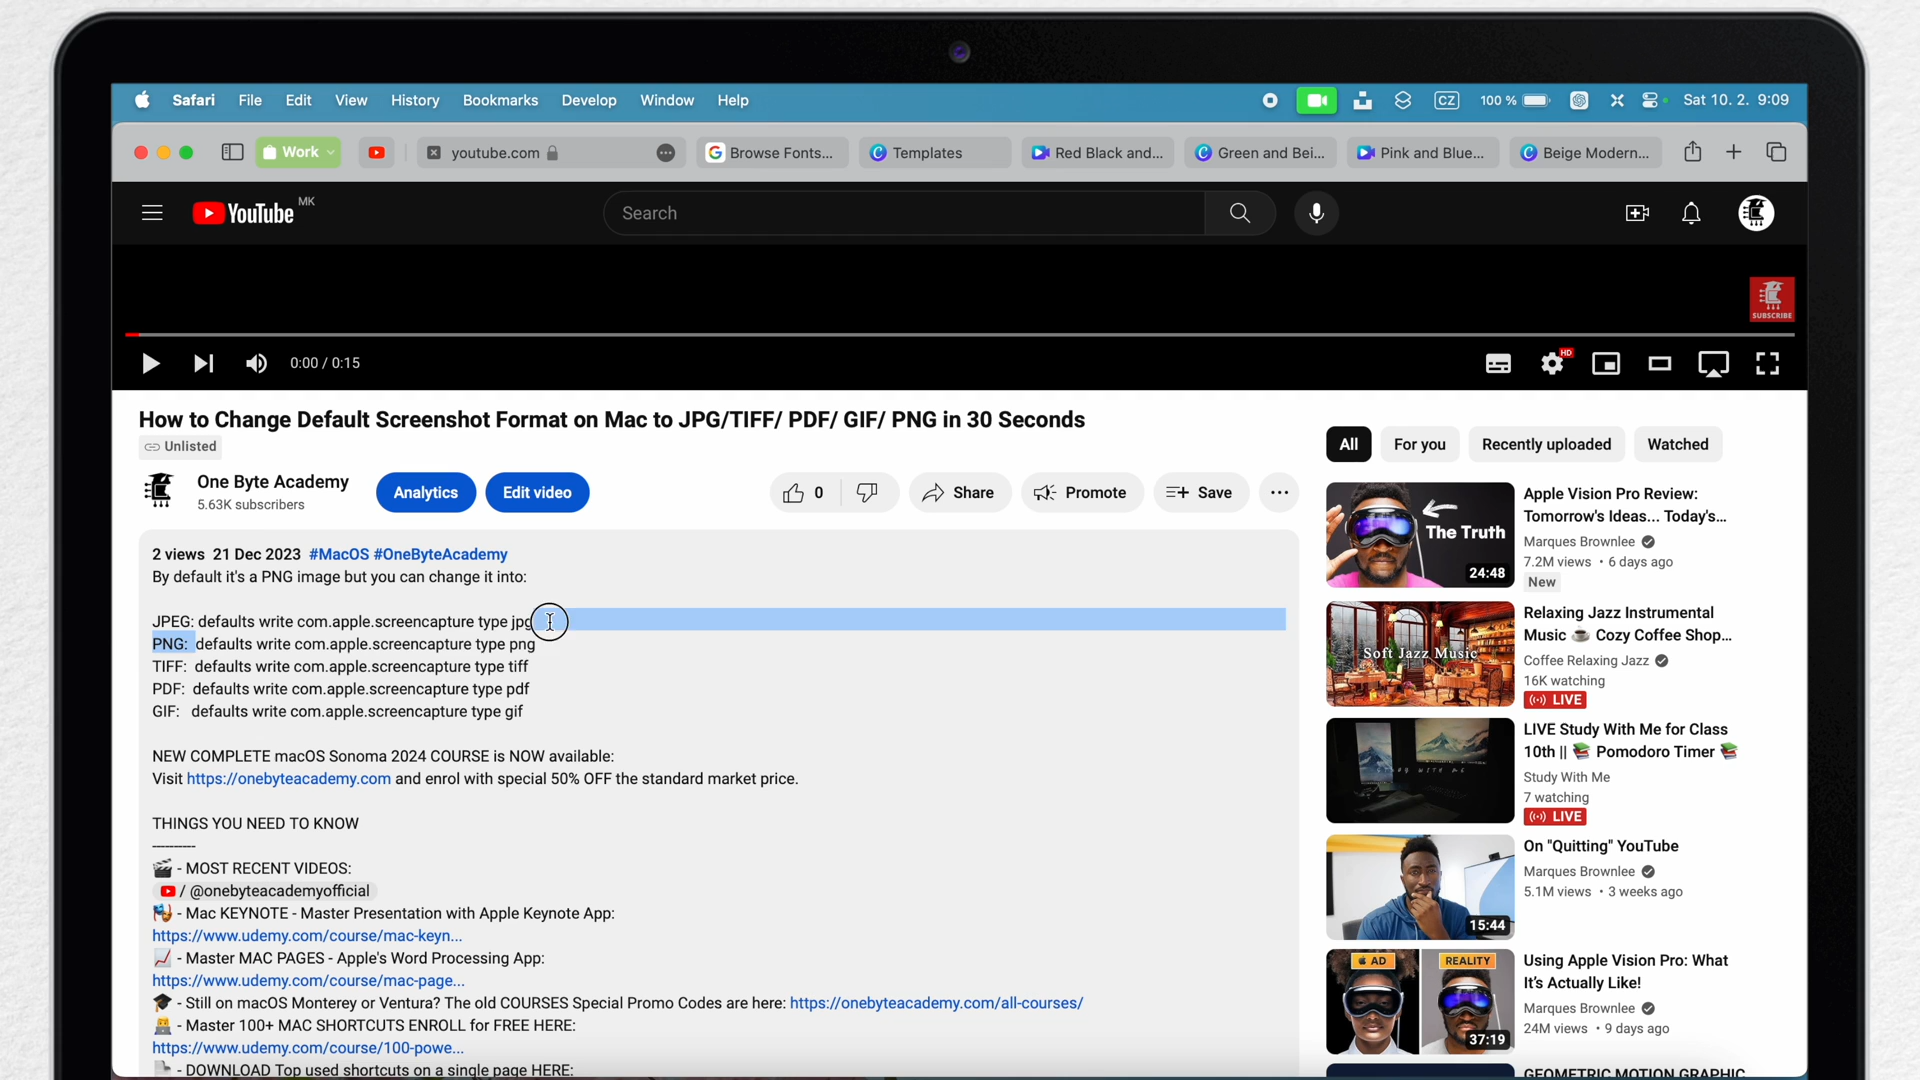 Safari File Edit View History Bookmarks Develop Window Help CZ 100 % Sat 10. 2. 9:09
Work youtube.com Browse Fonts... Templates Red Black and... Green and Bei... Pink and Blue... Beige Modern...
YouTube MK Search
SUBSCRIBE
0:00 / 0:15 HD
How to Change Default Screenshot Format on Mac to JPG/TIFF/ PDF/ GIF/ PNG in 30 Seconds
Unlisted
One Byte Academy
5.63K subscribers
Analytics Edit video 0 Share Promote Save
2 views 21 Dec 2023 #MacOS #OneByteAcademy
By default it's a PNG image but you can change it into:
JPEG: defaults write com.apple.screencapture type jpg
PNG: defaults write com.apple.screencapture type png
TIFF: defaults write com.apple.screencapture type tiff
PDF: defaults write com.apple.screencapture type pdf
GIF: defaults write com.apple.screencapture type gif
NEW COMPLETE macOS Sonoma 2024 COURSE is NOW available:
Visit https://onebyteacademy.com and enrol with special 50% OFF the standard market price.
THINGS YOU NEED TO KNOW
----------
- MOST RECENT VIDEOS:
/ @onebyteacademyofficial
- Mac KEYNOTE - Master Presentation with Apple Keynote App:
https://www.udemy.com/course/mac-keyn...
- Master MAC PAGES - Apple's Word Processing App:
https://www.udemy.com/course/mac-page...
- Still on macOS Monterey or Ventura? The old COURSES Special Promo Codes are here: https://onebyteacademy.com/all-courses/
- Master 100+ MAC SHORTCUTS ENROLL for FREE HERE:
https://www.udemy.com/course/100-powe...
- DOWNLOAD Top used shortcuts on a single page HERE:
All For you Recently uploaded Watched
The Truth
24:48
Apple Vision Pro Review:
Tomorrow's Ideas... Today's...
Marques Brownlee
7.2M views • 6 days ago
New
Soft Jazz Music
Relaxing Jazz Instrumental
Music ☕ Cozy Coffee Shop...
Coffee Relaxing Jazz
16K watching
LIVE
STUDY WITH ME
LIVE Study With Me for Class
10th || 📚 Pomodoro Timer 📚
Study With Me
7 watching
LIVE
15:44
On "Quitting" YouTube
Marques Brownlee
5.1M views • 3 weeks ago
AD REALITY
37:19
Using Apple Vision Pro: What
It's Actually Like!
Marques Brownlee
24M views • 9 days ago
GEOMETRIC MOTION GRAPHIC